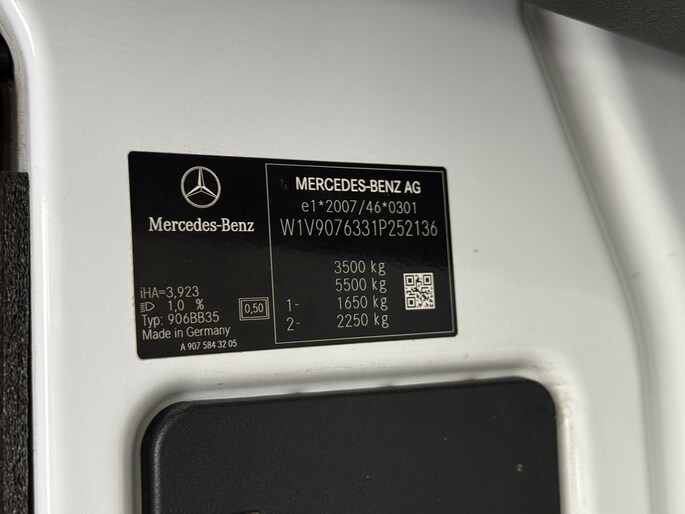 Mercedes-Benz
iHA=3,923
1.0 %
0,50
Typ: 906BB35
Made in Germany
A 907 584 32 05
MERCEDES-BENZ AG
e1*2007/46*0301
W1V9076331P252136
3500 kg
5500 kg
1- 1650 kg
2- 2250 kg